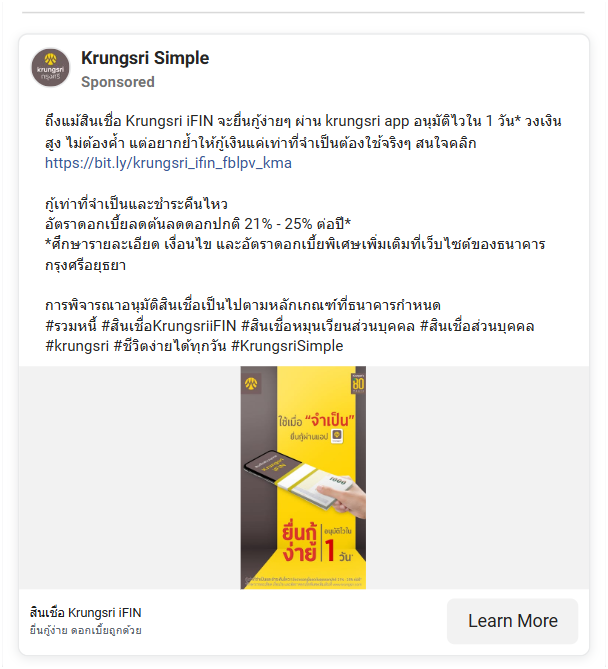 krungsri
กรุงศรี
Krungsri Simple
Sponsored
ถึงแม้สินเชื่อ Krungsri iFIN จะยื่นกู้ง่ายๆ ผ่าน krungsri app อนุมัติไวใน 1 วัน* วงเงิน
สูง ไม่ต้องค้ำ แต่อยากย้ำให้กู้เงินแค่เท่าที่จำเป็นต้องใช้จริงๆ สนใจคลิก
https://bit.ly/krungsri_ifin_fblpv_kma
กู้เท่าที่จำเป็นและชำระคืนไหว
อัตราดอกเบี้ยลดต้นลดดอกปกติ 21% - 25% ต่อปี*
*ศึกษารายละเอียด เงื่อนไข และอัตราดอกเบี้ยพิเศษเพิ่มเติมที่เว็บไซต์ของธนาคาร
กรุงศรีอยุธยา
การพิจารณาอนุมัติสินเชื่อเป็นไปตามหลักเกณฑ์ที่ธนาคารกำหนด
#รวมหนี้ #สินเชื่อKrungsriiFIN #สินเชื่อหมุนเวียนส่วนบุคคล #สินเชื่อส่วนบุคคล
#krungsri #ชีวิตง่ายได้ทุกวัน #KrungsriSimple
80
ใช้เมื่อ "จำเป็น"
ยื่นกู้ผ่านแอป
Krungsri
iFIN
1000
ยื่นกู้
ง่าย
อนุมัติไวใน
1 วัน*
สินเชื่อ Krungsri iFIN
ยื่นกู้ง่าย ดอกเบี้ยถูกด้วย
Learn More